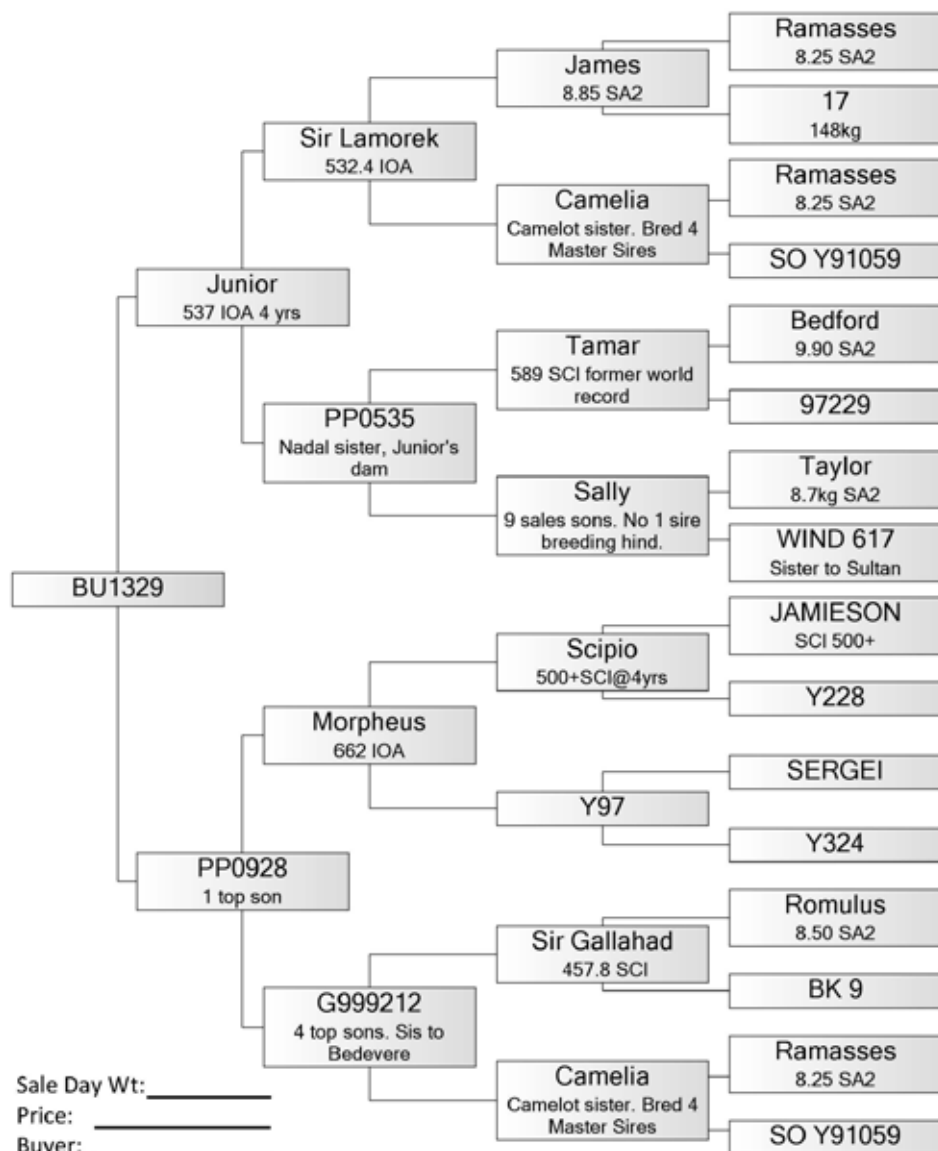 Ramasses
8.25 SA2
James
8.85 SA2
17
148kg
Sir Lamorek
532.4 IOA
Ramasses
8.25 SA2
Camelia
Camelot sister. Bred 4
Master Sires
SO Y91059
Junior
537 IOA 4 yrs
Bedford
9.90 SA2
Tamar
589 SCI former world
record
97229
PP0535
Nadal sister, Junior's
dam
Taylor
8.7kg SA2
Sally
9 sales sons. No 1 sire
breeding hind.
WIND 617
Sister to Sultan
BU1329
JAMIESON
SCI 500+
Scipio
500+SCI@4yrs
Y228
Morpheus
662 IOA
SERGEI
Y97
Y324
PP0928
1 top son
Romulus
8.50 SA2
Sir Gallahad
457.8 SCI
BK 9
G999212
4 top sons. Sis to
Bedevere
Ramasses
8.25 SA2
Camelia
Camelot sister. Bred 4
Master Sires
SO Y91059
Sale Day Wt:
Price:
Buyer: